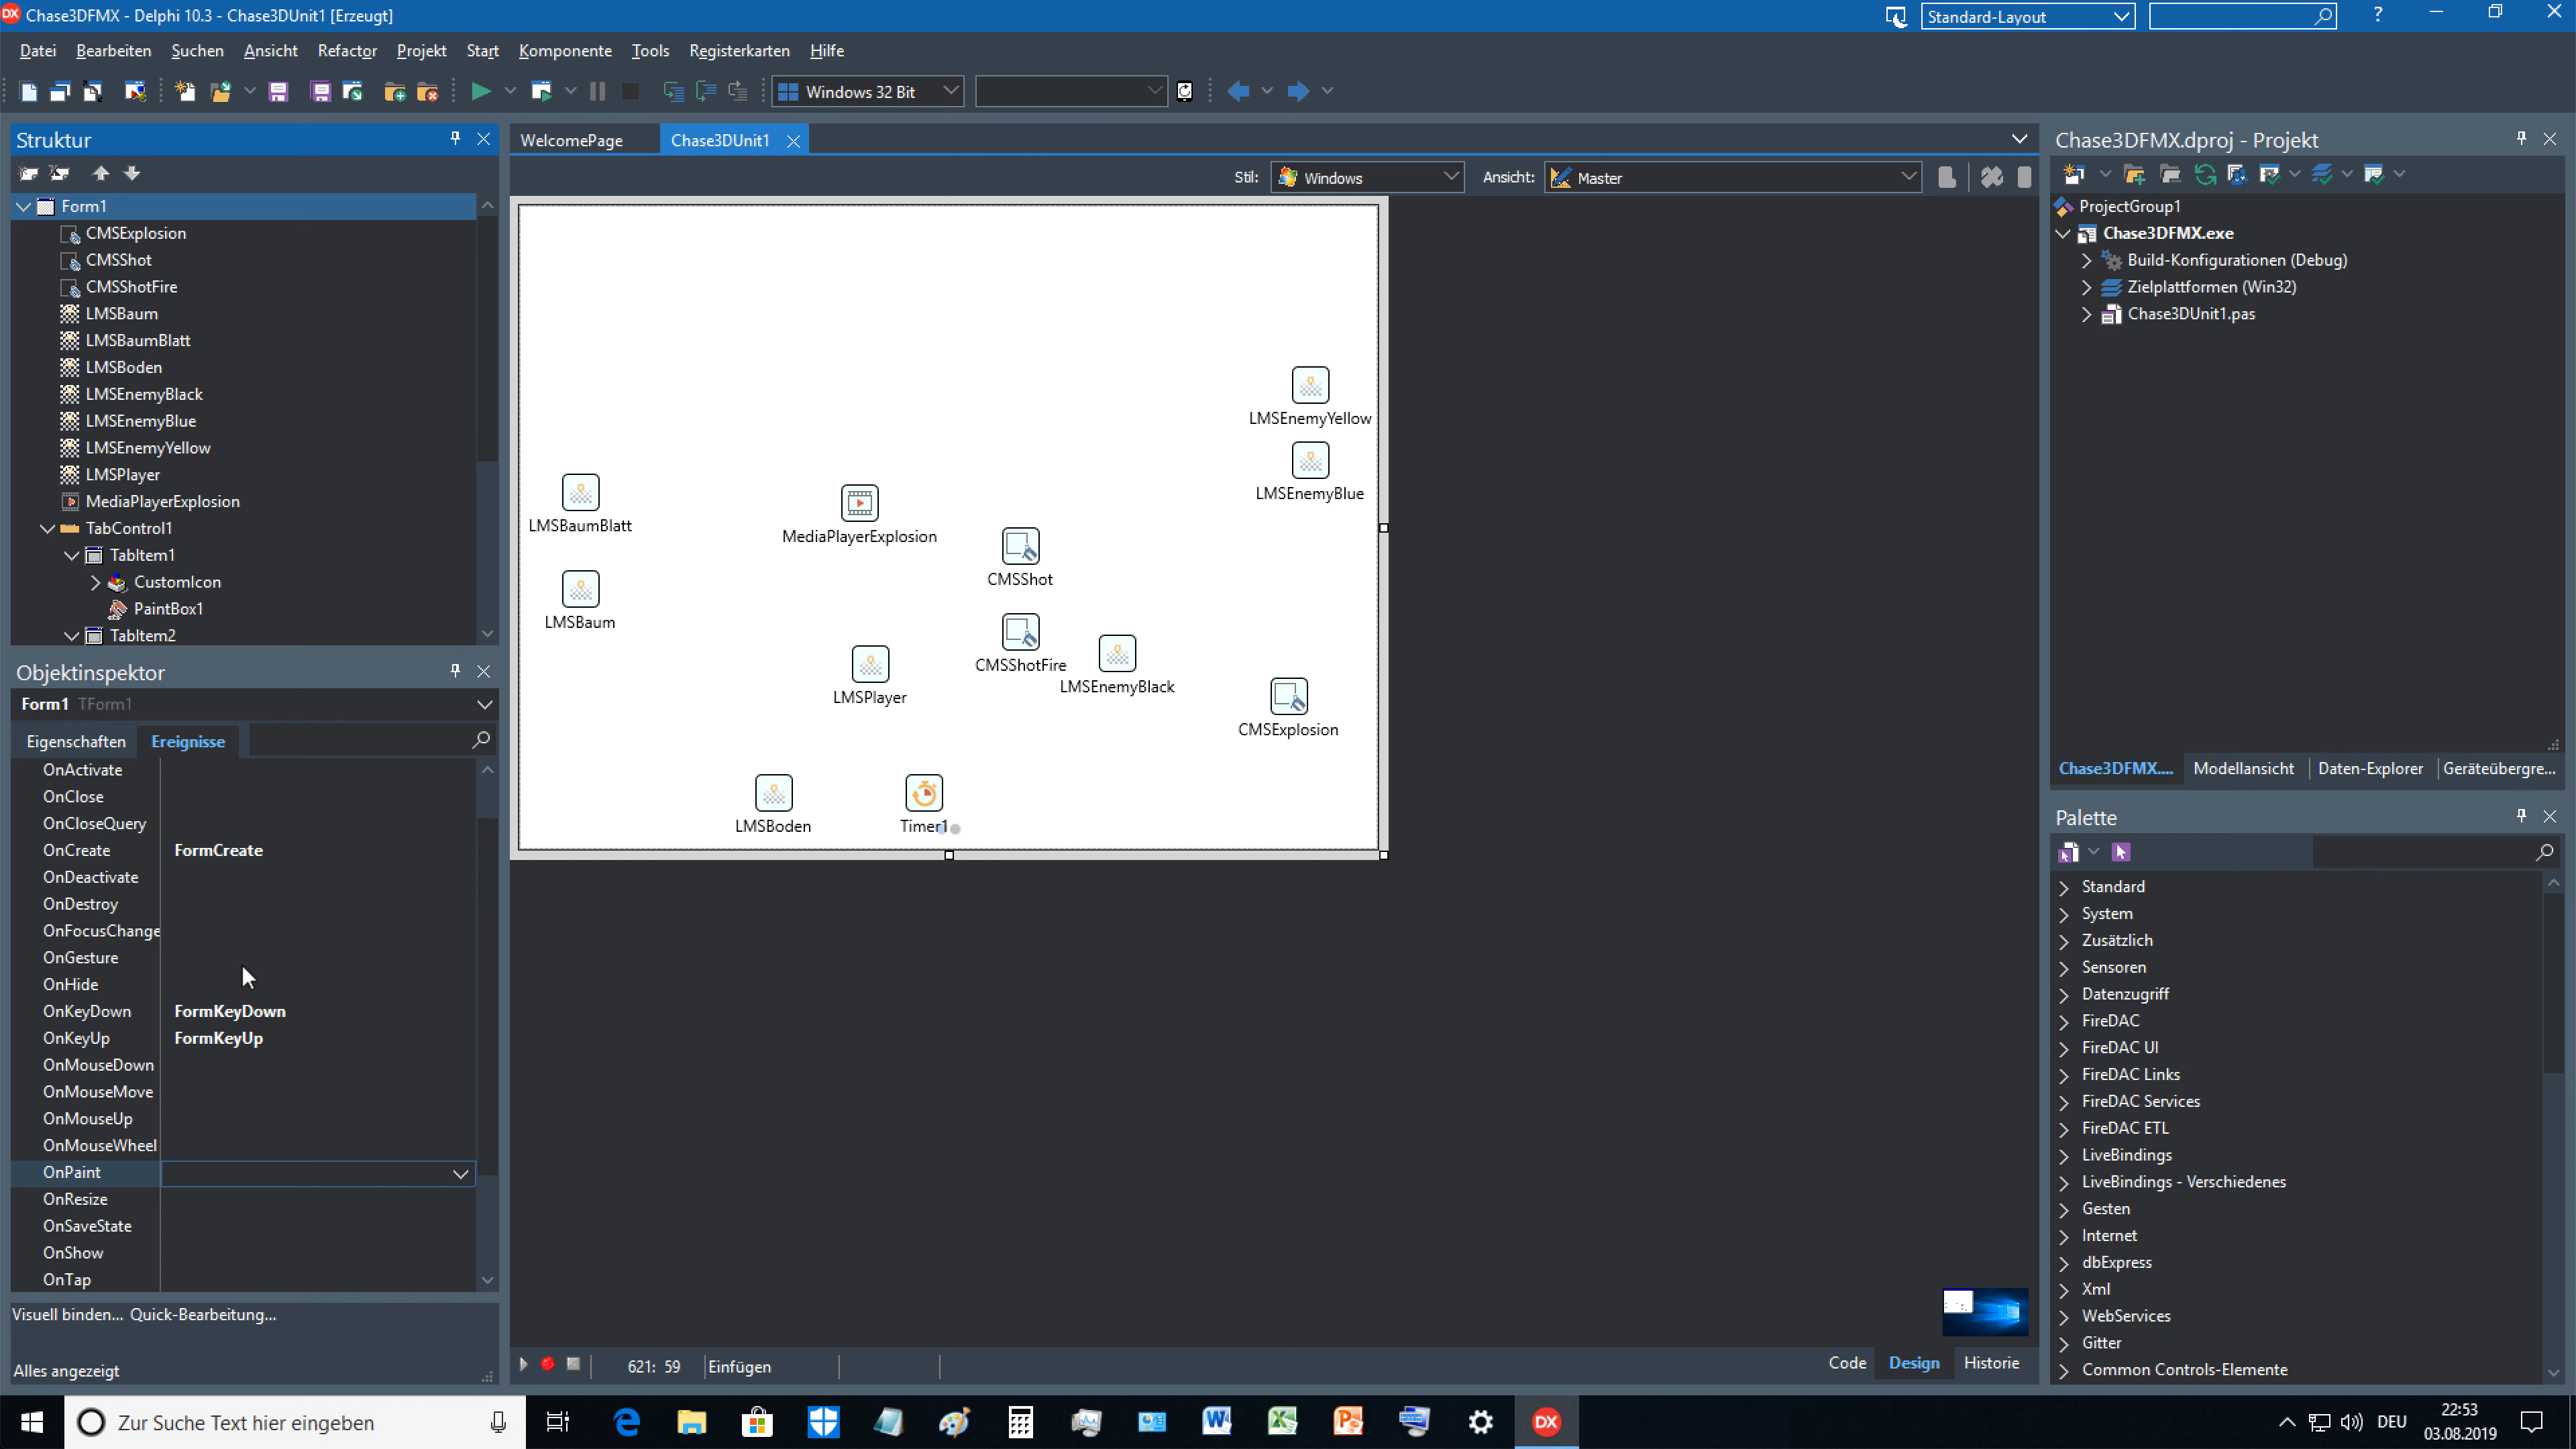 Chase3DFMX - Delphi 10.3 - Chase3DUnit1 [Erzeugt]
Standard-Layout
Datei Bearbeiten Suchen Ansicht Refactor Projekt Start Komponente Tools Registerkarten Hilfe
Windows 32 Bit
Struktur
Form1
CMSExplosion
CMSShot
CMSShotFire
LMSBaum
LMSBaumBlatt
LMSBoden
LMSEnemyBlack
LMSEnemyBlue
LMSEnemyYellow
LMSPlayer
MediaPlayerExplosion
TabControl1
TabItem1
CustomIcon
PaintBox1
TabItem2
Objektinspektor
Form1 TForm1
Eigenschaften Ereignisse
OnActivate
OnClose
OnCloseQuery
OnCreate FormCreate
OnDeactivate
OnDestroy
OnFocusChange
OnGesture
OnHide
OnKeyDown FormKeyDown
OnKeyUp FormKeyUp
OnMouseDown
OnMouseMove
OnMouseUp
OnMouseWheel
OnPaint
OnResize
OnSaveState
OnShow
OnTap
Visuell binden... Quick-Bearbeitung...
Alles angezeigt
WelcomePage Chase3DUnit1
Stil: Windows Ansicht: Master
LMSEnemyYellow
LMSEnemyBlue
LMSBaumBlatt
MediaPlayerExplosion
CMSShot
LMSBaum
CMSShotFire
LMSEnemyBlack
LMSPlayer
CMSExplosion
LMSBoden
Timer1
621: 59 Einfügen
Code Design Historie
Chase3DFMX.dproj - Projekt
ProjectGroup1
Chase3DFMX.exe
Build-Konfigurationen (Debug)
Zielplattformen (Win32)
Chase3DUnit1.pas
Chase3DFMX.... Modellansicht Daten-Explorer Geräteübergre...
Palette
Standard
System
Zusätzlich
Sensoren
Datenzugriff
FireDAC
FireDAC UI
FireDAC Links
FireDAC Services
FireDAC ETL
LiveBindings
LiveBindings - Verschiedenes
Gesten
Internet
dbExpress
Xml
WebServices
Gitter
Common Controls-Elemente
Zur Suche Text hier eingeben
DX
DEU
22:53
03.08.2019